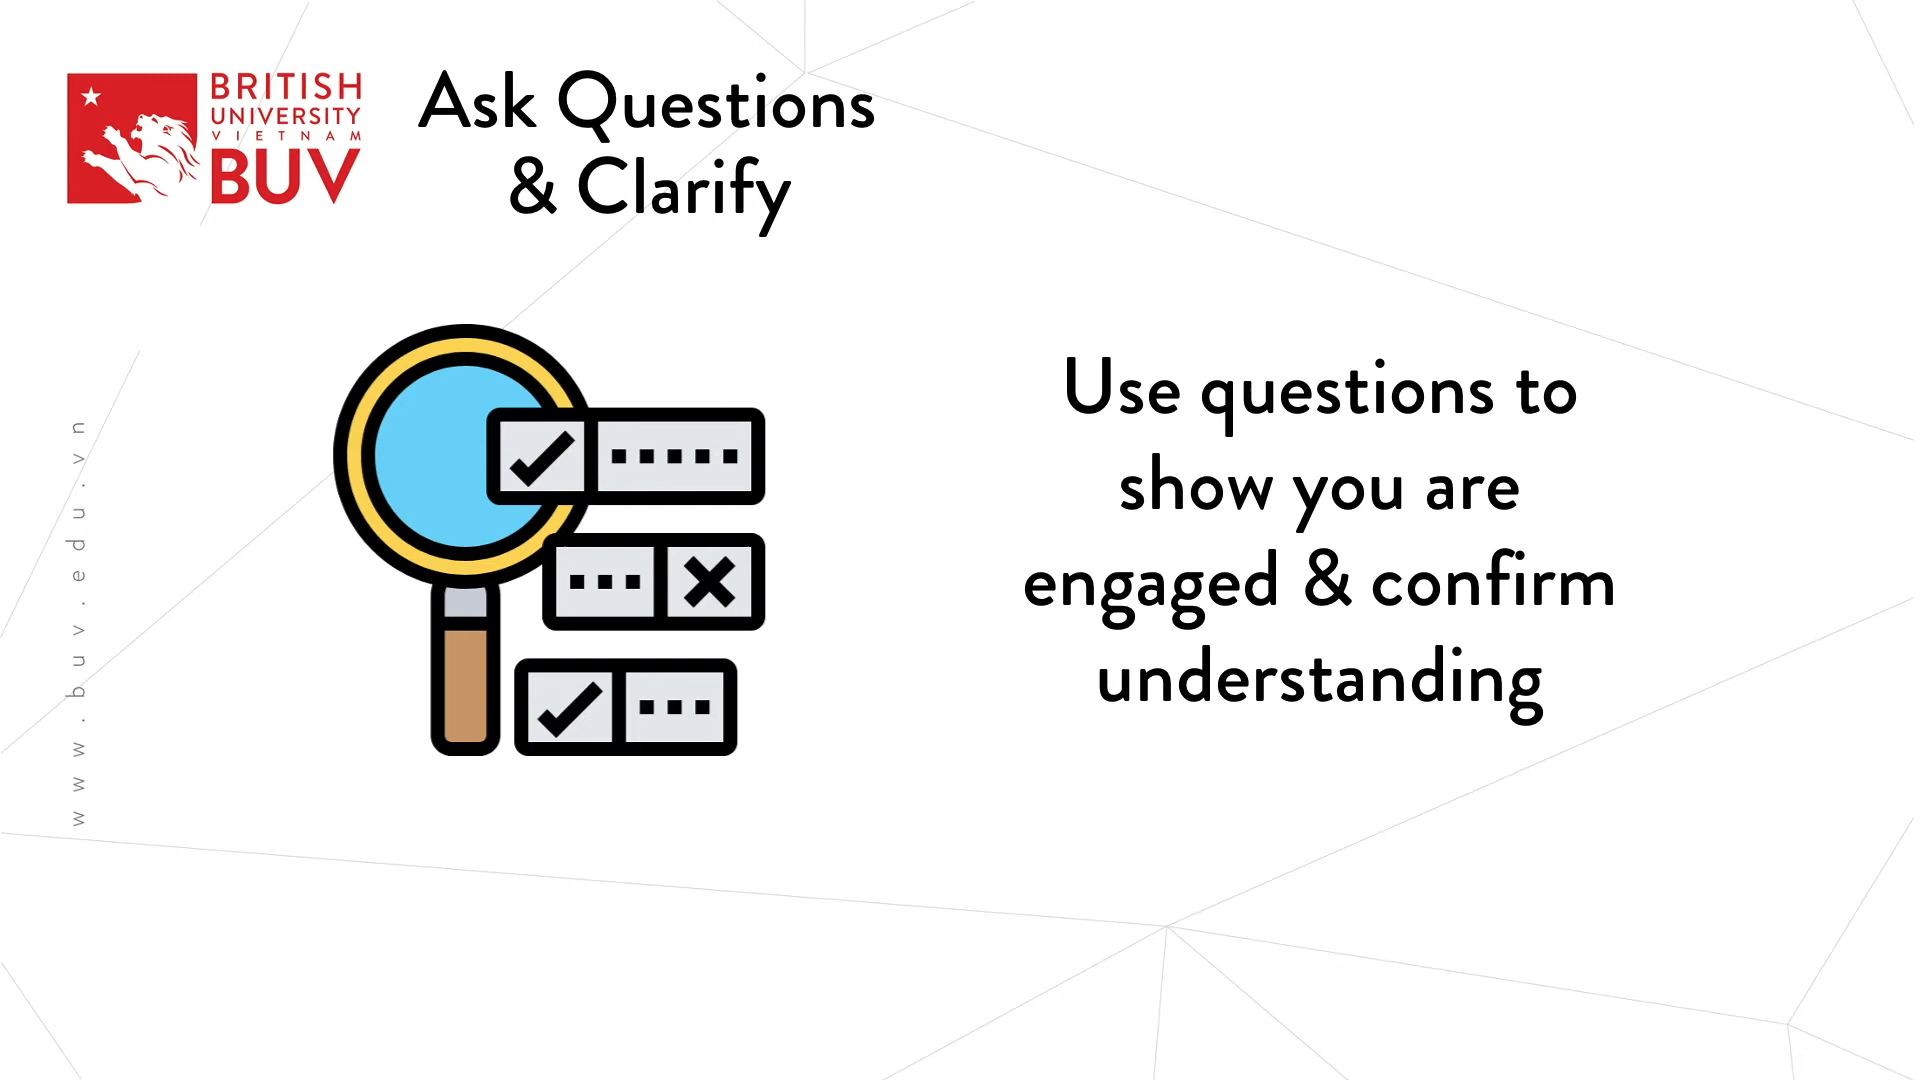 BRITISH
UNIVERSITY
VIETNAM
BUV
Ask Questions
& Clarify
Use questions to
show you are
engaged & confirm
understanding
www.buv.edu.vn